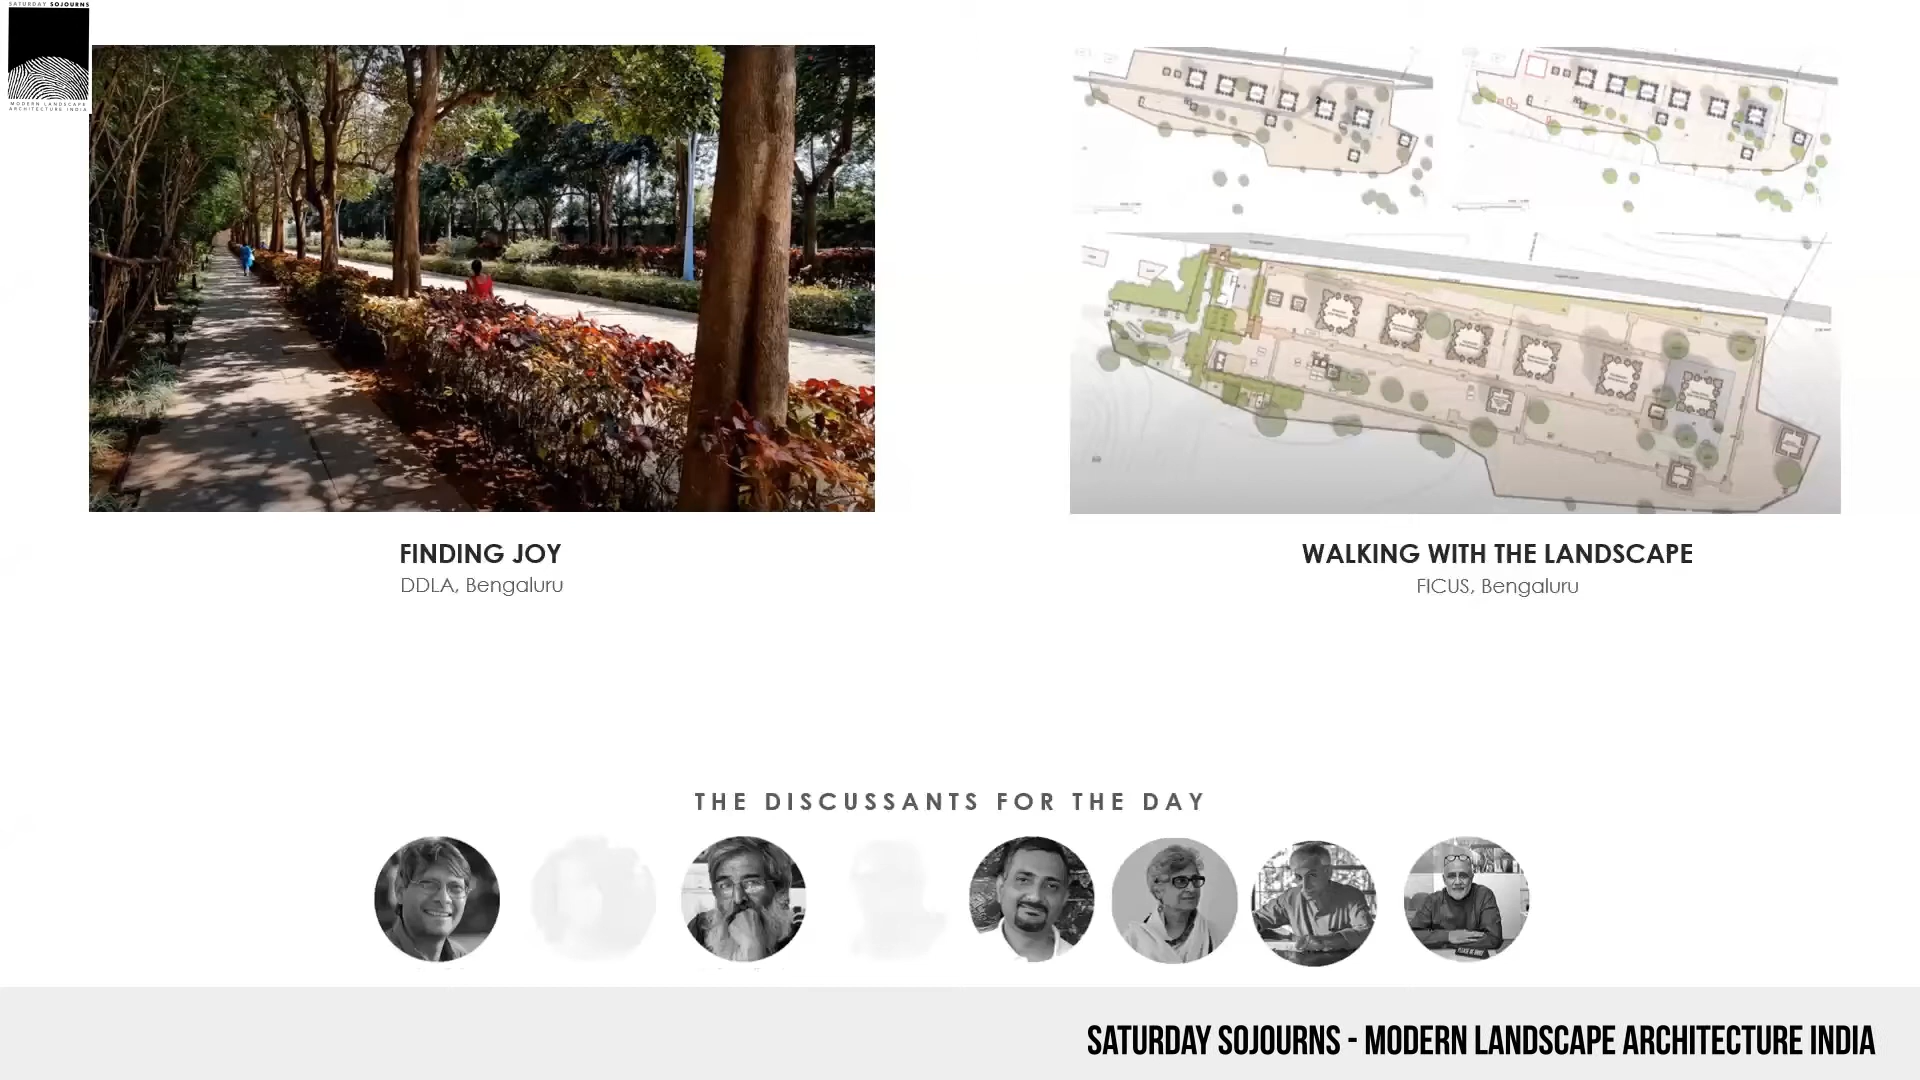 SATURDAY SOJOURNS
MODERN LANDSCAPE
ARCHITECTURE INDIA
FINDING JOY
DDLA, Bengaluru
WALKING WITH THE LANDSCAPE
FICUS, Bengaluru
THE DISCUSSANTS FOR THE DAY
SATURDAY SOJOURNS - MODERN LANDSCAPE ARCHITECTURE INDIA